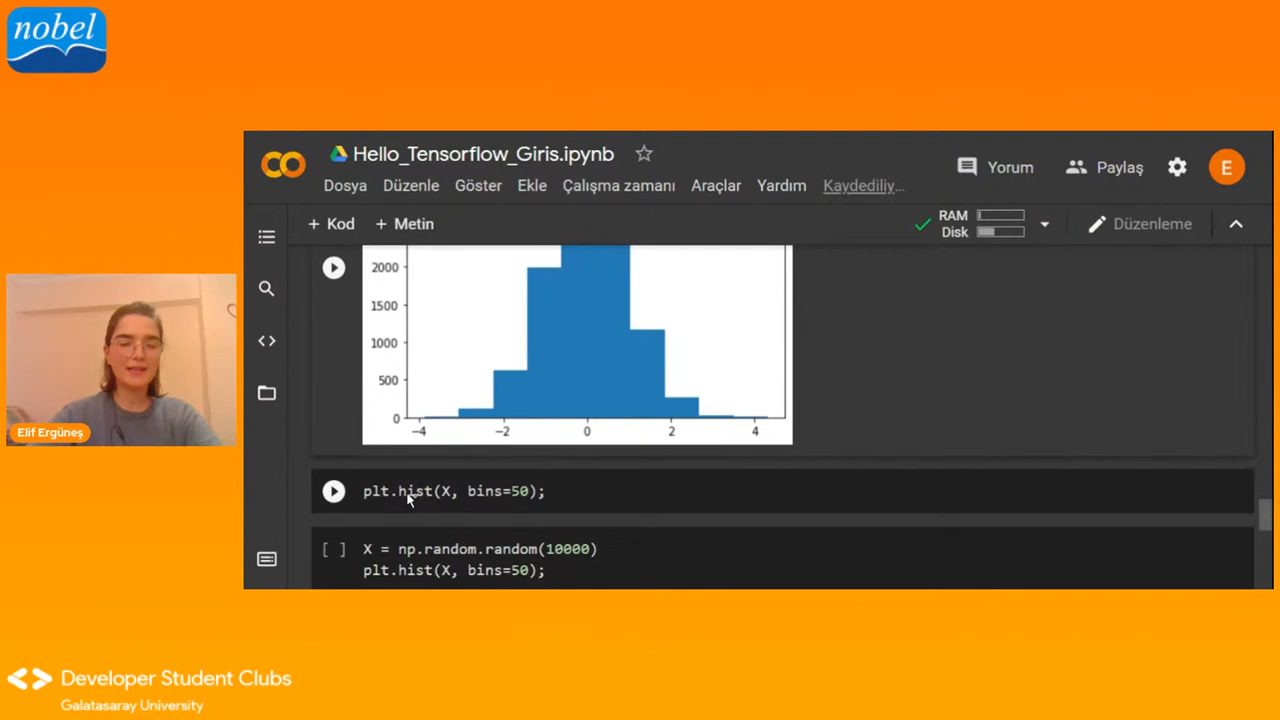 nobel
Hello_Tensorflow_Giris.ipynb
Yorum
Paylaş
E
Dosya Düzenle Göster Ekle Çalışma zamanı Araçlar Yardım Kaydediliy...
+ Kod + Metin
RAM
Disk
Düzenleme
2000
1500
1000
500
0
−4 −2 0 2 4
plt.hist(X, bins=50);
[ ] X = np.random.random(10000)
plt.hist(X, bins=50);
Elif Ergüneş
Developer Student Clubs
Galatasaray University